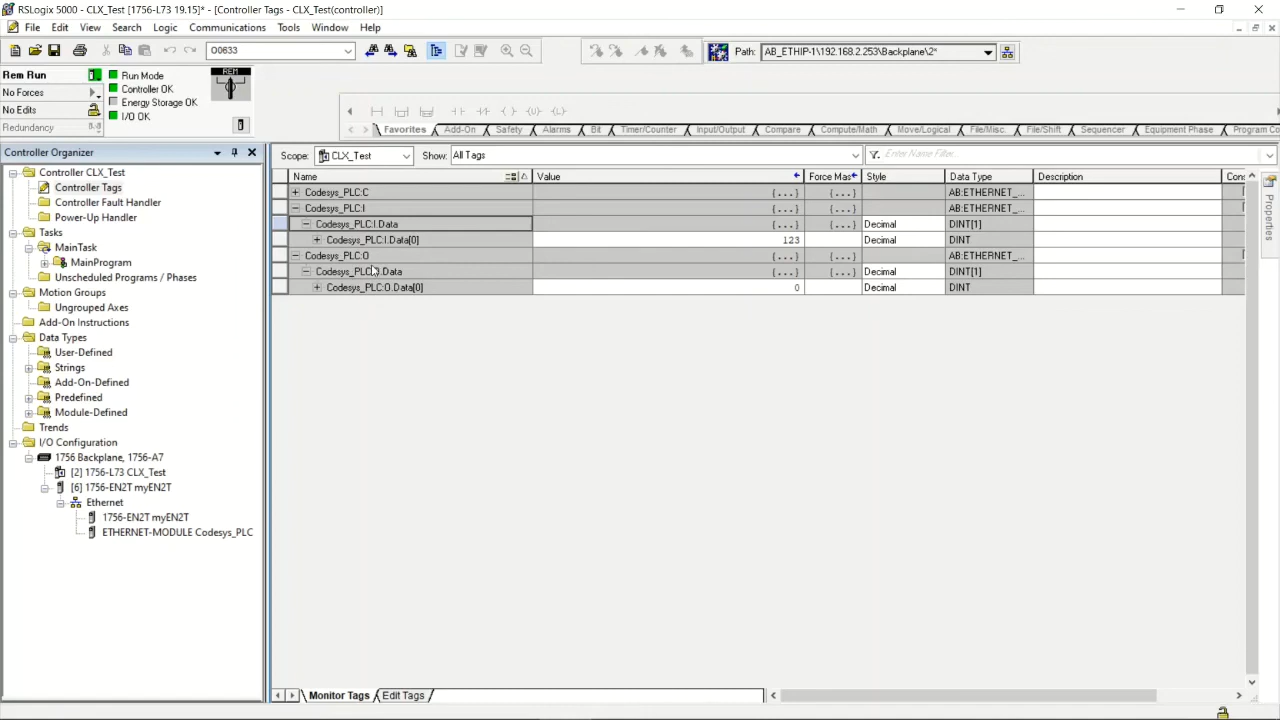 RSLogix 5000 - CLX_Test [1756-L73 19.15]* - [Controller Tags - CLX_Test(controller)]
File Edit View Search Logic Communications Tools Window Help
O0633
Path: AB_ETHIP-1\192.168.2.253\Backplane\2*
Rem Run
No Forces
No Edits
Redundancy
Run Mode
Controller OK
Energy Storage OK
I/O OK
REM
Favorites Add-On Safety Alarms Bit Timer/Counter Input/Output Compare Compute/Math Move/Logical File/Misc. File/Shift Sequencer Equipment Phase Program Co
Controller Organizer
Controller CLX_Test
Controller Tags
Controller Fault Handler
Power-Up Handler
Tasks
MainTask
MainProgram
Unscheduled Programs / Phases
Motion Groups
Ungrouped Axes
Add-On Instructions
Data Types
User-Defined
Strings
Add-On-Defined
Predefined
Module-Defined
Trends
I/O Configuration
1756 Backplane, 1756-A7
[2] 1756-L73 CLX_Test
[6] 1756-EN2T myEN2T
Ethernet
1756-EN2T myEN2T
ETHERNET-MODULE Codesys_PLC
Scope: CLX_Test Show: All Tags Enter Name Filter...
Name Value Force Mas Style Data Type Description Cons
Codesys_PLC:C {...} {...} AB:ETHERNET_...
Codesys_PLC:I {...} {...} AB:ETHERNET_...
Codesys_PLC:I.Data {...} {...} Decimal DINT[1]
Codesys_PLC:I.Data[0] 123 Decimal DINT
Codesys_PLC:O {...} {...} AB:ETHERNET_...
Codesys_PLC:O.Data {...} {...} Decimal DINT[1]
Codesys_PLC:O.Data[0] 0 Decimal DINT
Properties
Monitor Tags Edit Tags